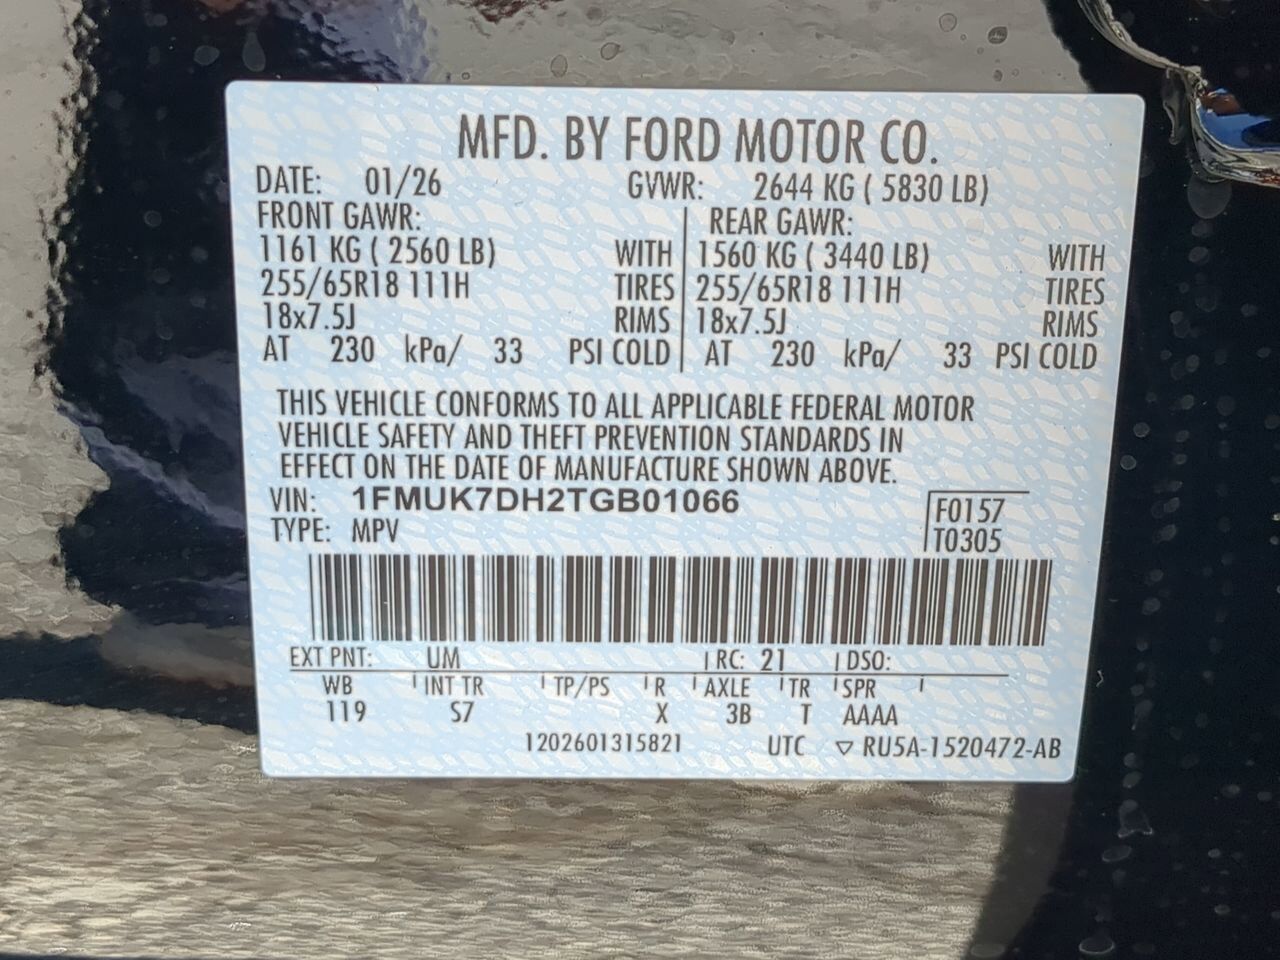 MFD. BY FORD MOTOR CO.
DATE: 01/26 GVWR: 2644 KG ( 5830 LB)
FRONT GAWR: REAR GAWR:
1161 KG ( 2560 LB) WITH 1560 KG ( 3440 LB) WITH
255/65R18 111H TIRES 255/65R18 111H TIRES
18x7.5J RIMS 18x7.5J RIMS
AT 230 kPa/ 33 PSI COLD AT 230 kPa/ 33 PSI COLD
THIS VEHICLE CONFORMS TO ALL APPLICABLE FEDERAL MOTOR
VEHICLE SAFETY AND THEFT PREVENTION STANDARDS IN
EFFECT ON THE DATE OF MANUFACTURE SHOWN ABOVE.
VIN: 1FMUK7DH2TGB01066 F0157
TYPE: MPV T0305
EXT PNT: UM RC: 21 DSO:
WB INT TR TP/PS R AXLE TR SPR
119 S7 X 3B T AAAA
1202601315821 UTC ▽ RU5A-1520472-AB